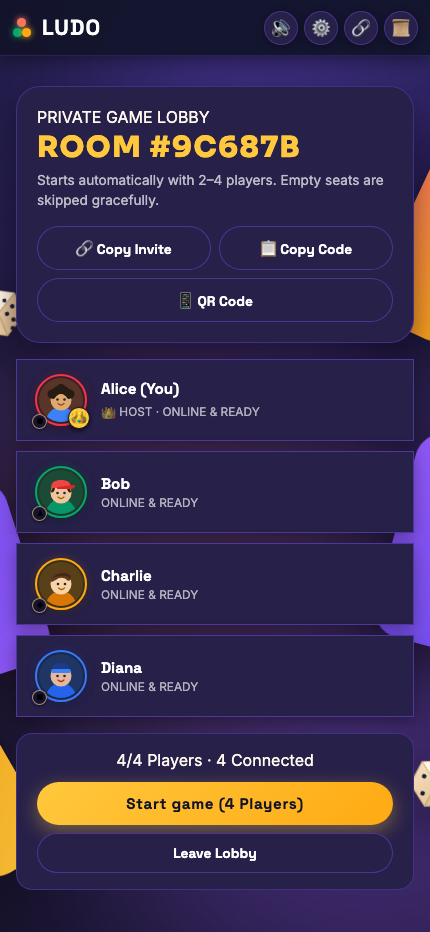 LUDO
PRIVATE GAME LOBBY
ROOM #9C687B
Starts automatically with 2–4 players. Empty seats are
skipped gracefully.
Copy Invite
Copy Code
QR Code
Alice (You)
HOST · ONLINE & READY
Bob
ONLINE & READY
Charlie
ONLINE & READY
Diana
ONLINE & READY
4/4 Players · 4 Connected
Start game (4 Players)
Leave Lobby